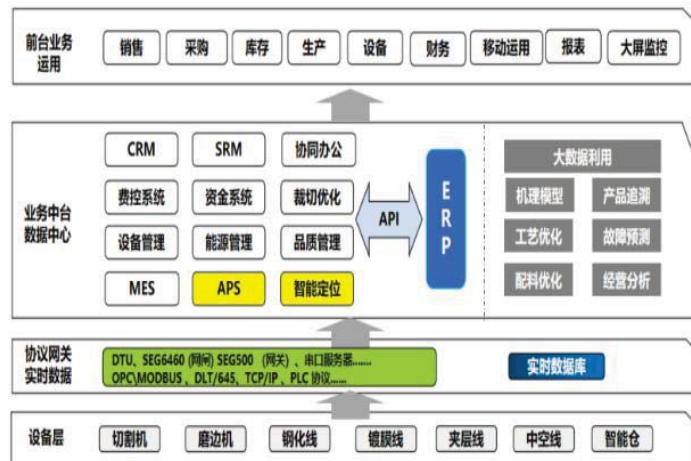 前台业务
运用
销售
采购
库存
生产
设备
财务
移动运用
报表
大屏监控
业务中台
数据中心
CRM
SRM
协同办公
费控系统
资金系统
裁切优化
设备管理
能源管理
品质管理
MES
APS
智能定位
API
E
R
P
大数据利用
机理模型
产品追溯
工艺优化
故障预测
配料优化
经营分析
协议网关
实时数据
DTU、SEG6460 (网闸) SEG500 (网关) 、串口服务器......
OPC\MODBUS 、DLT/645、TCP/IP 、PLC 协议......
实时数据库
设备层
切割机
磨边机
钢化线
镀膜线
夹层线
中空线
智能仓